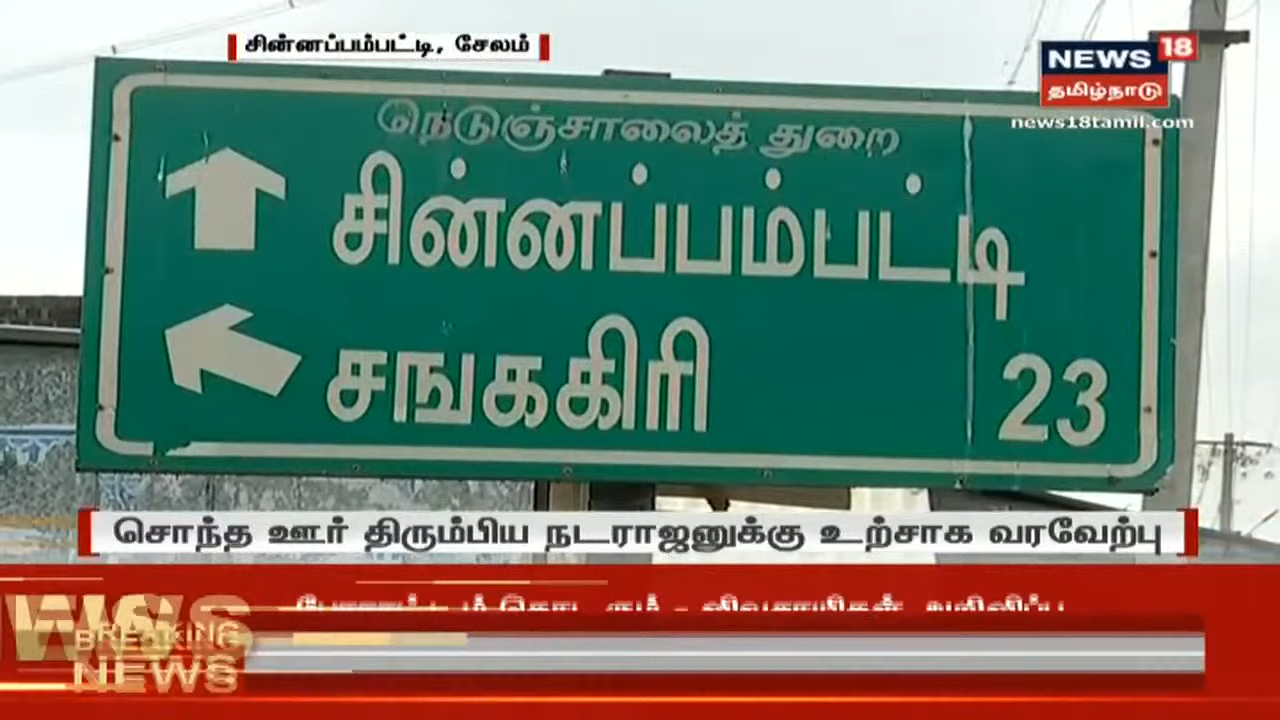 சின்னப்பம்பட்டி, சேலம்
NEWS 18
தமிழ்நாடு
news18tamil.com
நெடுஞ்சாலைத் துறை
சின்னப்பம்பட்டி
சங்ககிரி 23
சொந்த ஊர் திரும்பிய நடராஜனுக்கு உற்சாக வரவேற்பு
BREAKING
NEWS